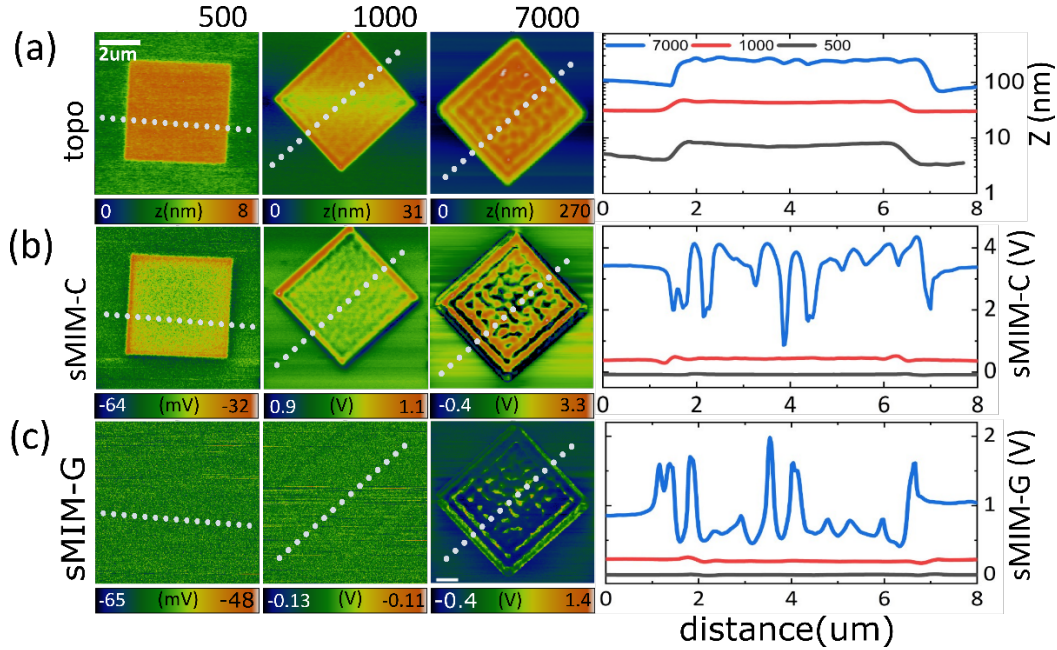 500 1000 7000
(a)
2um
topo
0 z(nm) 8
0 z(nm) 31
0 z(nm) 270
7000 1000 500
100
10
1
Z (nm)
0 2 4 6 8
(b)
sMIM-C
-64 (mV) -32
0.9 (V) 1.1
-0.4 (V) 3.3
4
2
0
sMIM-C (V)
0 2 4 6 8
(c)
sMIM-G
-65 (mV) -48
-0.13 (V) -0.11
-0.4 (V) 1.4
2
1
0
sMIM-G (V)
0 2 4 6 8
distance(um)